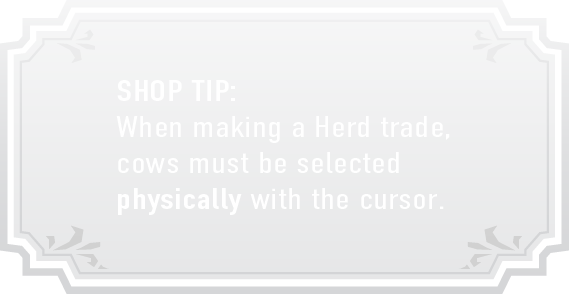 SHOP TIP:
When making a Herd trade,
cows must be selected
physically with the cursor.